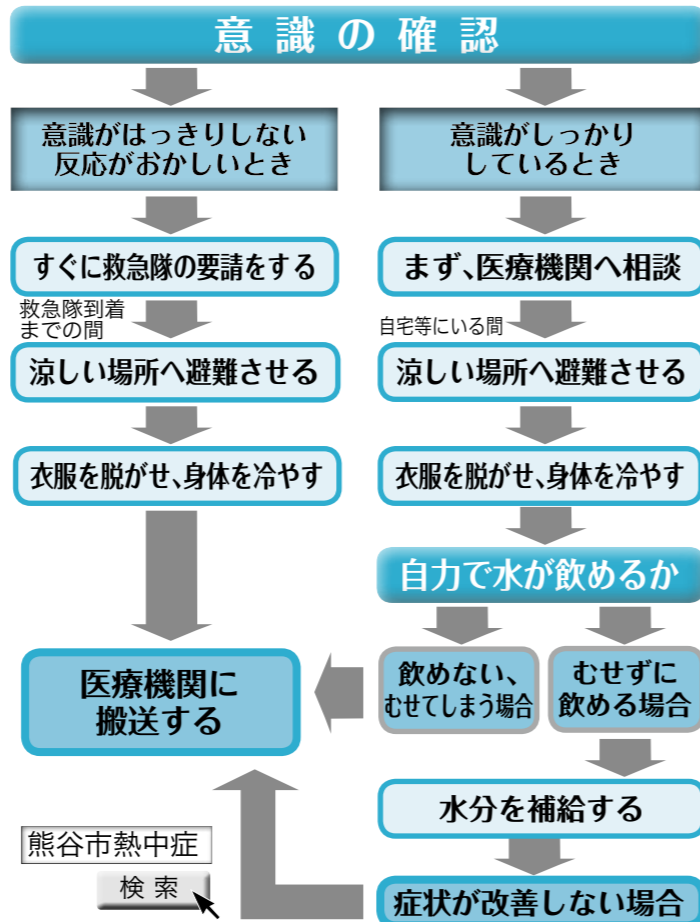 意識の確認
意識がはっきりしない
反応がおかしいとき
意識がしっかり
しているとき
すぐに救急隊の要請をする
まず、医療機関へ相談
救急隊到着
までの間
自宅等にいる間
涼しい場所へ避難させる
涼しい場所へ避難させる
衣服を脱がせ、身体を冷やす
衣服を脱がせ、身体を冷やす
自力で水が飲めるか
医療機関に
搬送する
飲めない、
むせてしまう場合
むせずに
飲める場合
水分を補給する
熊谷市熱中症
検索
症状が改善しない場合